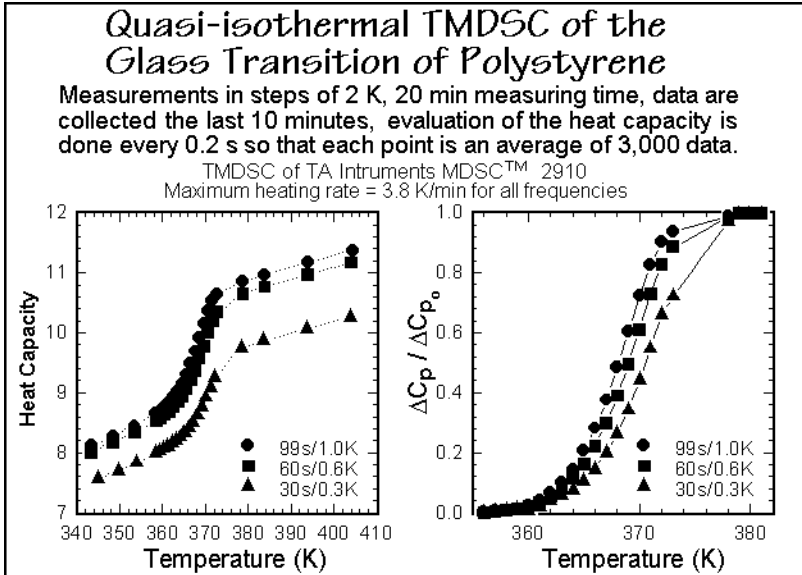 Quasi-isothermal TMDSC of the
Glass Transition of Polystyrene
Measurements in steps of 2 K, 20 min measuring time, data are
collected the last 10 minutes, evaluation of the heat capacity is
done every 0.2 s so that each point is an average of 3,000 data.
TMDSC of TA Intruments MDSC™ 2910
Maximum heating rate = 3.8 K/min for all frequencies
Heat Capacity
12
11
10
9
8
7
99s/1.0K
60s/0.6K
30s/0.3K
340 350 360 370 380 390 400 410
Temperature (K)
ΔCp / ΔCpo
1.0
0.8
0.6
0.4
0.2
0.0
99s/1.0K
60s/0.6K
30s/0.3K
360 370 380
Temperature (K)